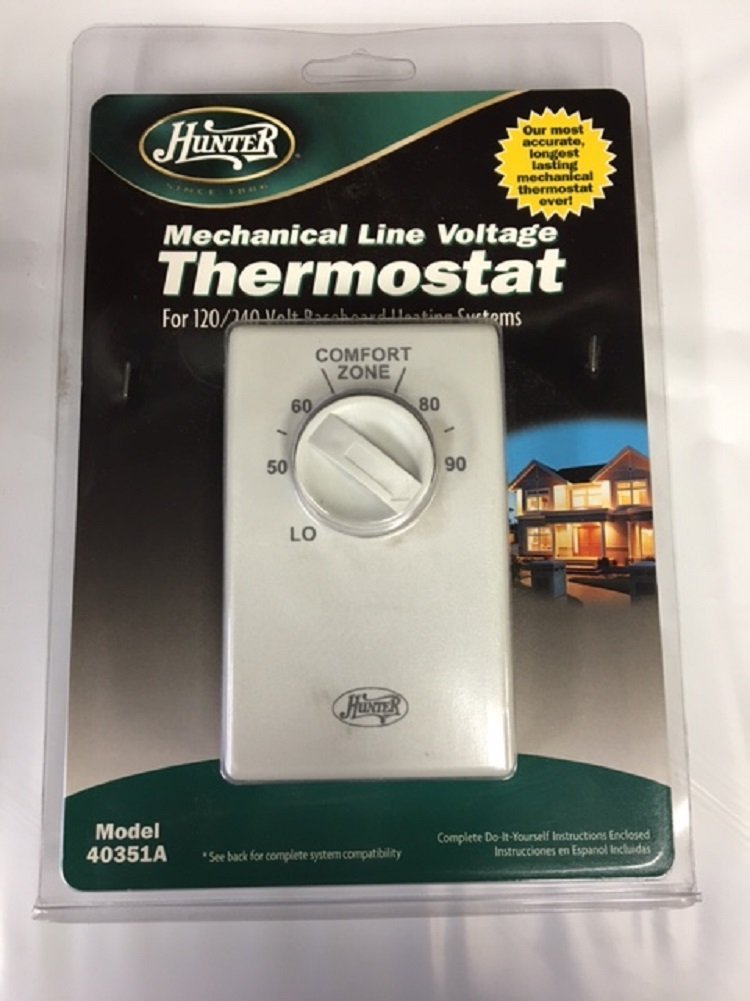 HUNTER
SINCE 1886
Our most
accurate,
longest
lasting
mechanical
thermostat
ever!
Mechanical Line Voltage
Thermostat
For 120/240 Volt Baseboard Heating Systems
COMFORT
ZONE
60 80
50 90
LO
HUNTER
Model
40351A
* See back for complete system compatibility
Complete Do-It-Yourself Instructions Enclosed
Instrucciones en Espanol Incluidas